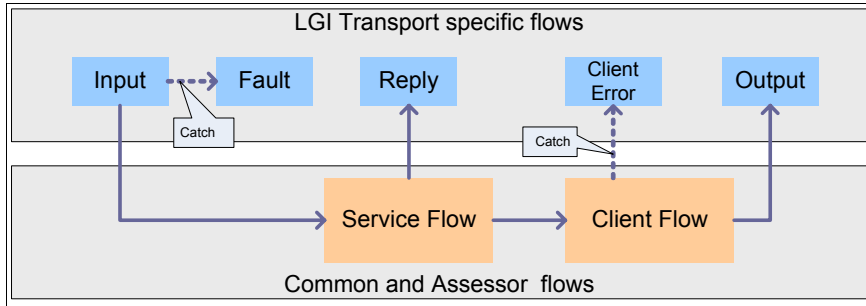 LGI Transport specific flows
Input
Fault
Reply
Client
Error
Output
Catch
Catch
Service Flow
Client Flow
Common and Assessor flows